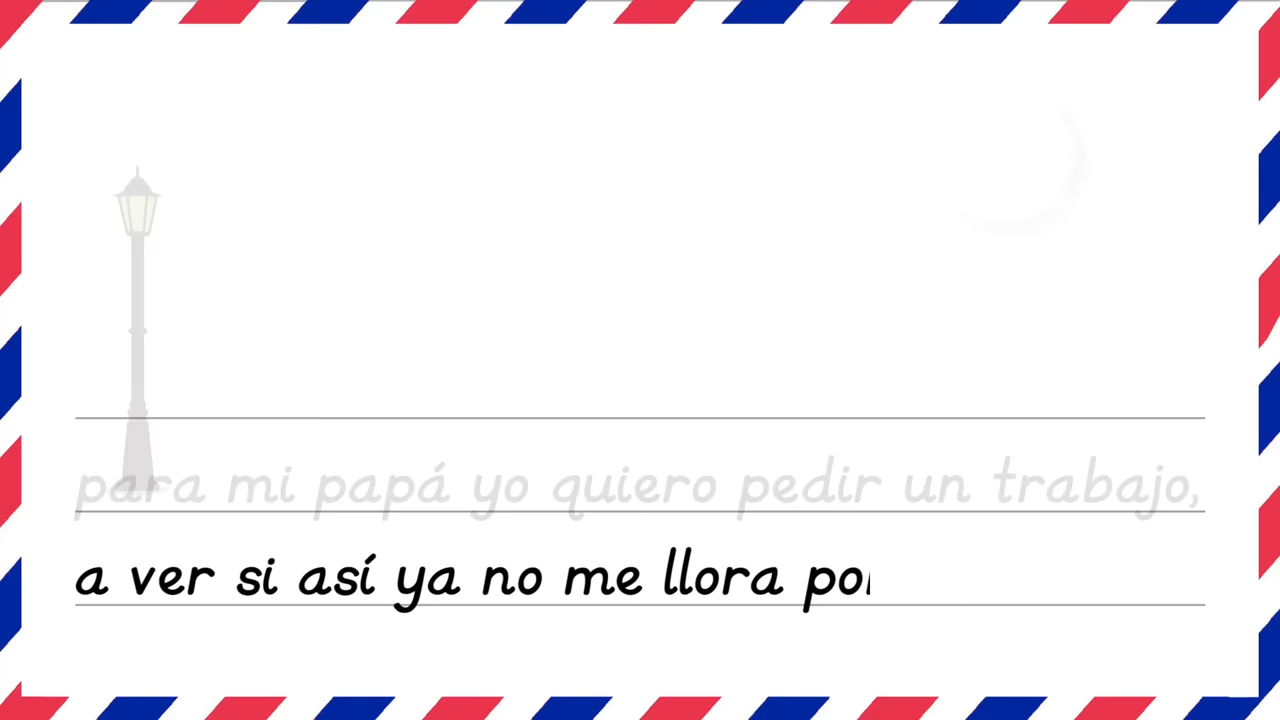 para mi papá yo quiero pedir un trabajo,
a ver si así ya no me llora